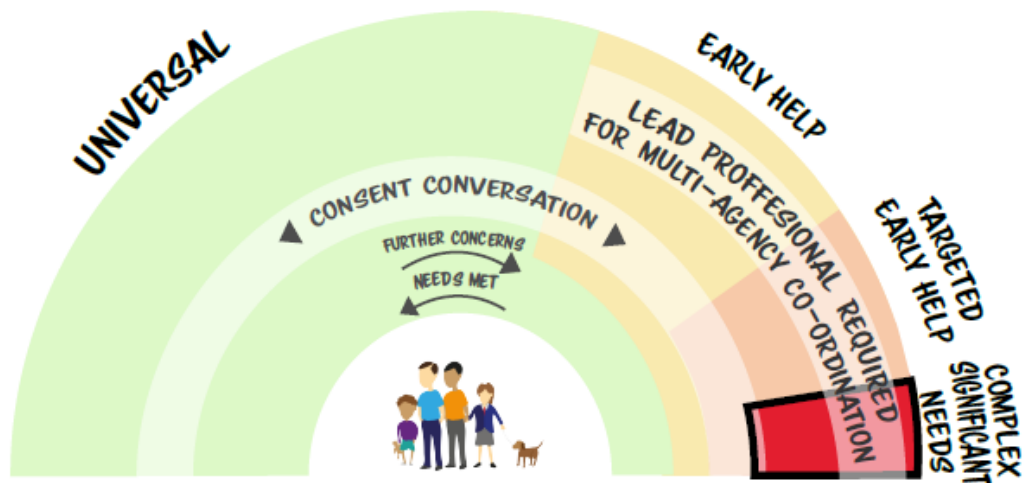 UNIVERSAL
EARLY HELP
TARGETED
EARLY HELP
COMPLEX
SIGNIFICANT
NEEDS
LEAD PROFFESIONAL REQUIRED
FOR MULTI-AGENCY CO-ORDINATION
CONSENT CONVERSATION
FURTHER CONCERNS
NEEDS MET